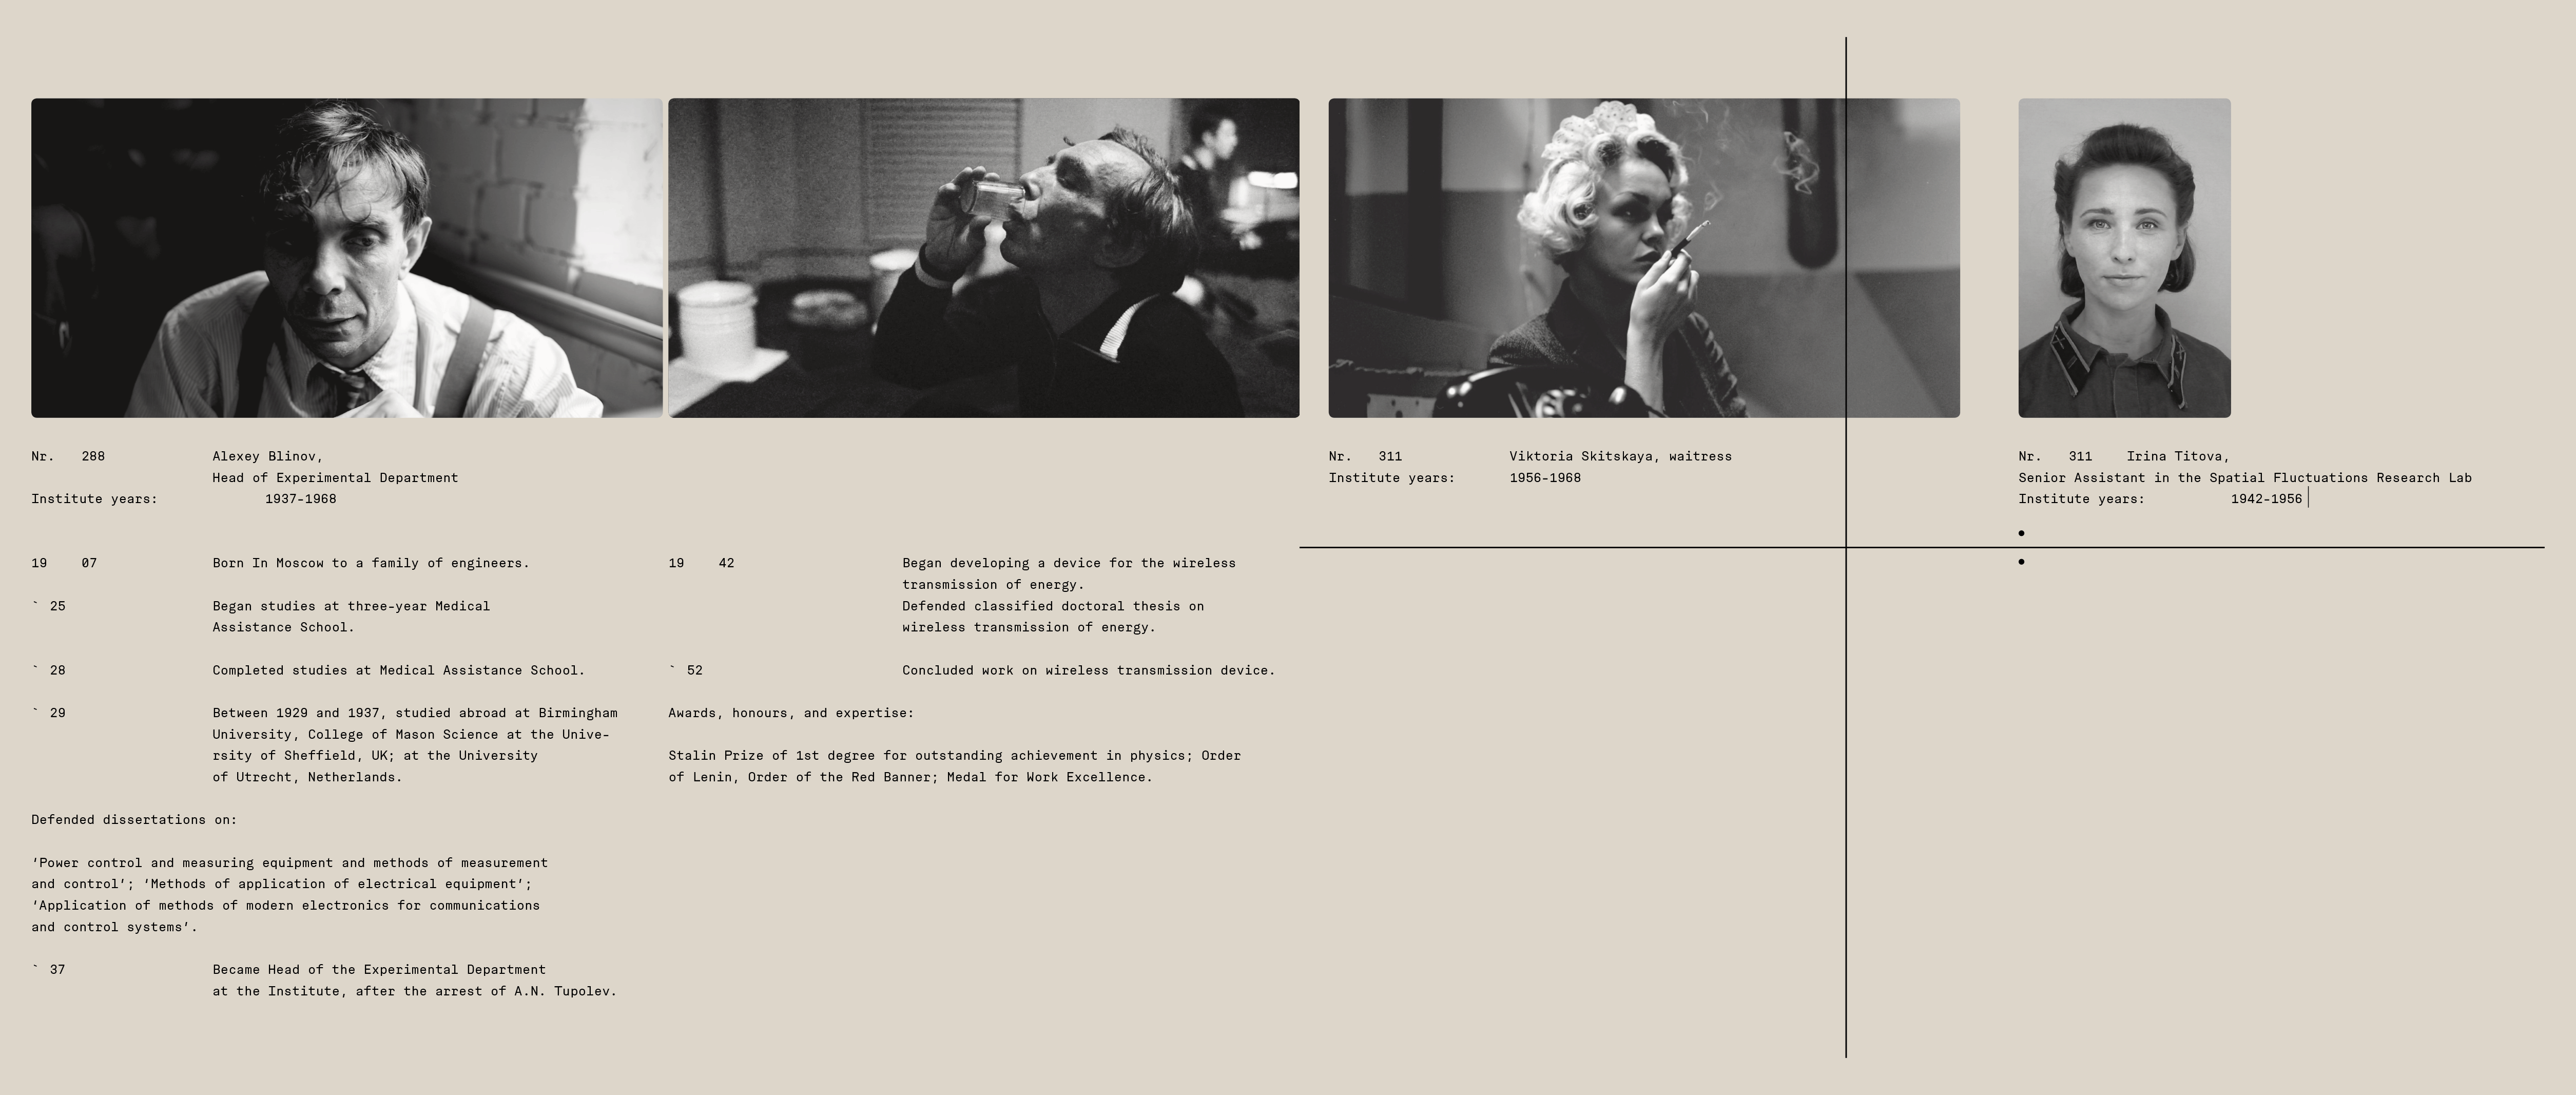 Nr. 288 Alexey Blinov,
Head of Experimental Department
Institute years: 1937-1968
19 07 Born In Moscow to a family of engineers.
` 25 Began studies at three-year Medical
Assistance School.
` 28 Completed studies at Medical Assistance School.
` 29 Between 1929 and 1937, studied abroad at Birmingham
University, College of Mason Science at the Unive-
rsity of Sheffield, UK; at the University
of Utrecht, Netherlands.
Defended dissertations on:
‘Power control and measuring equipment and methods of measurement
and control’; ‘Methods of application of electrical equipment’;
‘Application of methods of modern electronics for communications
and control systems’.
` 37 Became Head of the Experimental Department
at the Institute, after the arrest of A.N. Tupolev.
19 42 Began developing a device for the wireless
transmission of energy.
Defended classified doctoral thesis on
wireless transmission of energy.
` 52 Concluded work on wireless transmission device.
Awards, honours, and expertise:
Stalin Prize of 1st degree for outstanding achievement in physics; Order
of Lenin, Order of the Red Banner; Medal for Work Excellence.
Nr. 311 Viktoria Skitskaya, waitress
Institute years: 1956-1968
Nr. 311 Irina Titova,
Senior Assistant in the Spatial Fluctuations Research Lab
Institute years: 1942-1956